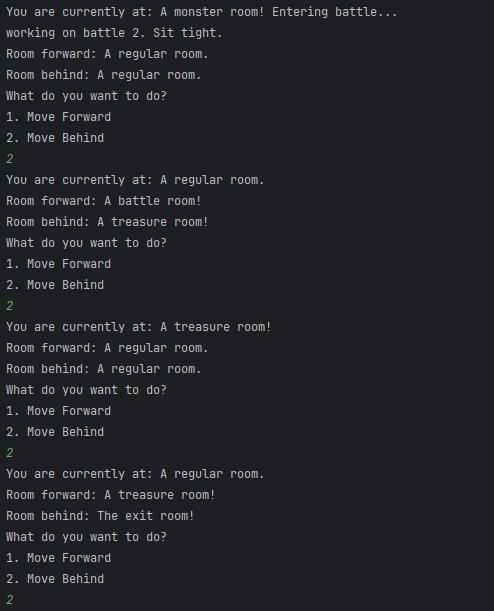 You are currently at: A monster room! Entering battle...
working on battle 2. Sit tight.
Room forward: A regular room.
Room behind: A regular room.
What do you want to do?
1. Move Forward
2. Move Behind
2
You are currently at: A regular room.
Room forward: A battle room!
Room behind: A treasure room!
What do you want to do?
1. Move Forward
2. Move Behind
2
You are currently at: A treasure room!
Room forward: A regular room.
Room behind: A regular room.
What do you want to do?
1. Move Forward
2. Move Behind
2
You are currently at: A regular room.
Room forward: A treasure room!
Room behind: The exit room!
What do you want to do?
1. Move Forward
2. Move Behind
2